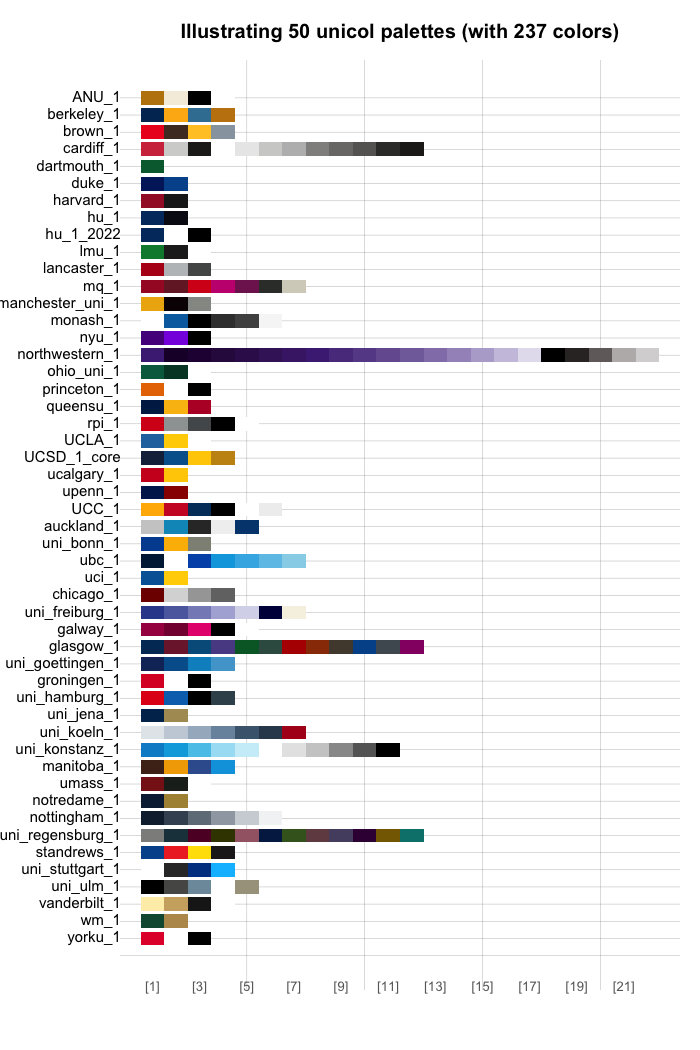 Illustrating 50 unicol palettes (with 237 colors)
ANU_1
berkeley_1
brown_1
cardiff_1
dartmouth_1
duke_1
harvard_1
hu_1
hu_1_2022
lmu_1
lancaster_1
mq_1
manchester_uni_1
monash_1
nyu_1
northwestern_1
ohio_uni_1
princeton_1
queensu_1
rpi_1
UCLA_1
UCSD_1_core
ucalgary_1
upenn_1
UCC_1
auckland_1
uni_bonn_1
ubc_1
uci_1
chicago_1
uni_freiburg_1
galway_1
glasgow_1
uni_goettingen_1
groningen_1
uni_hamburg_1
uni_jena_1
uni_koeln_1
uni_konstanz_1
manitoba_1
umass_1
notredame_1
nottingham_1
uni_regensburg_1
standrews_1
uni_stuttgart_1
uni_ulm_1
vanderbilt_1
wm_1
yorku_1
[1] [3] [5] [7] [9] [11] [13] [15] [17] [19] [21]